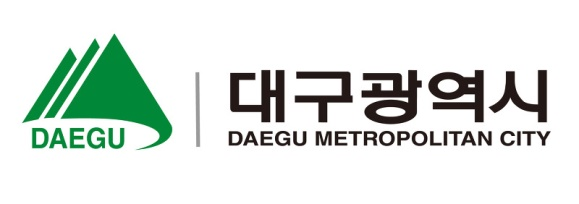 DAEGU
대구광역시
DAEGU METROPOLITAN CITY